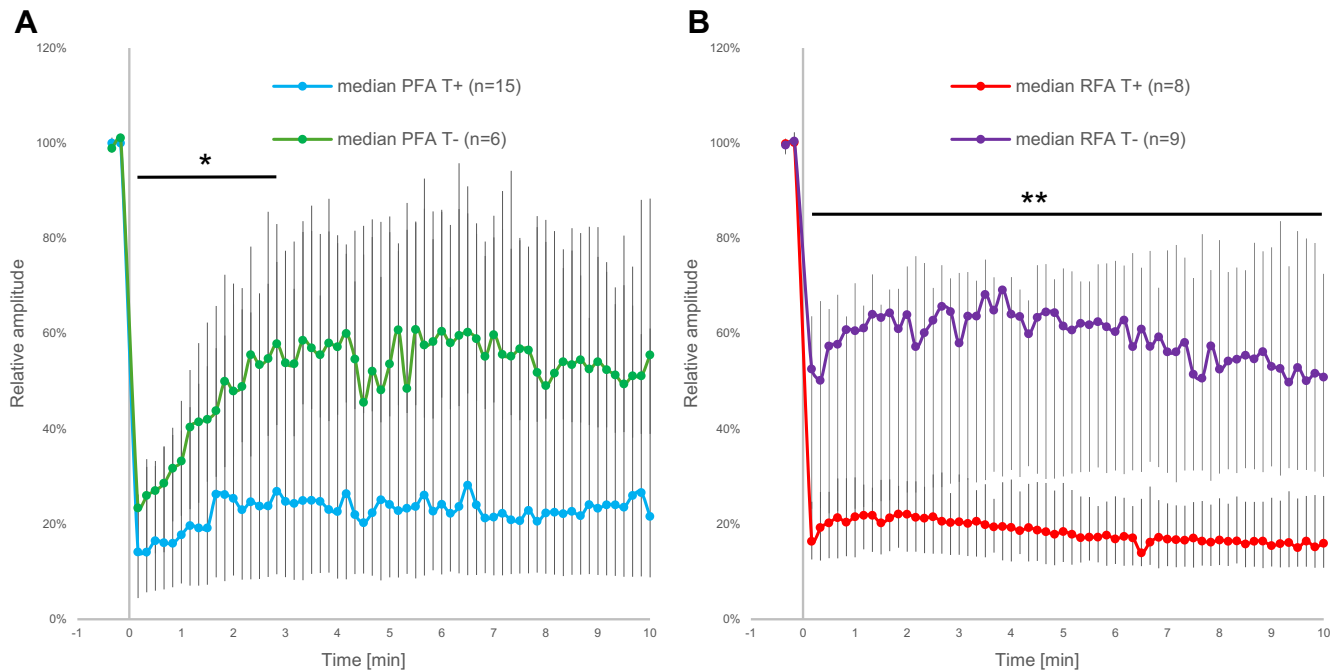 A
120%
100%
80%
60%
40%
20%
0%
Relative amplitude
median PFA T+ (n=15)
median PFA T- (n=6)
*
-1 0 1 2 3 4 5 6 7 8 9 10
Time [min]
B
120%
100%
80%
60%
40%
20%
0%
Relative amplitude
median RFA T+ (n=8)
median RFA T- (n=9)
**
-1 0 1 2 3 4 5 6 7 8 9 10
Time [min]